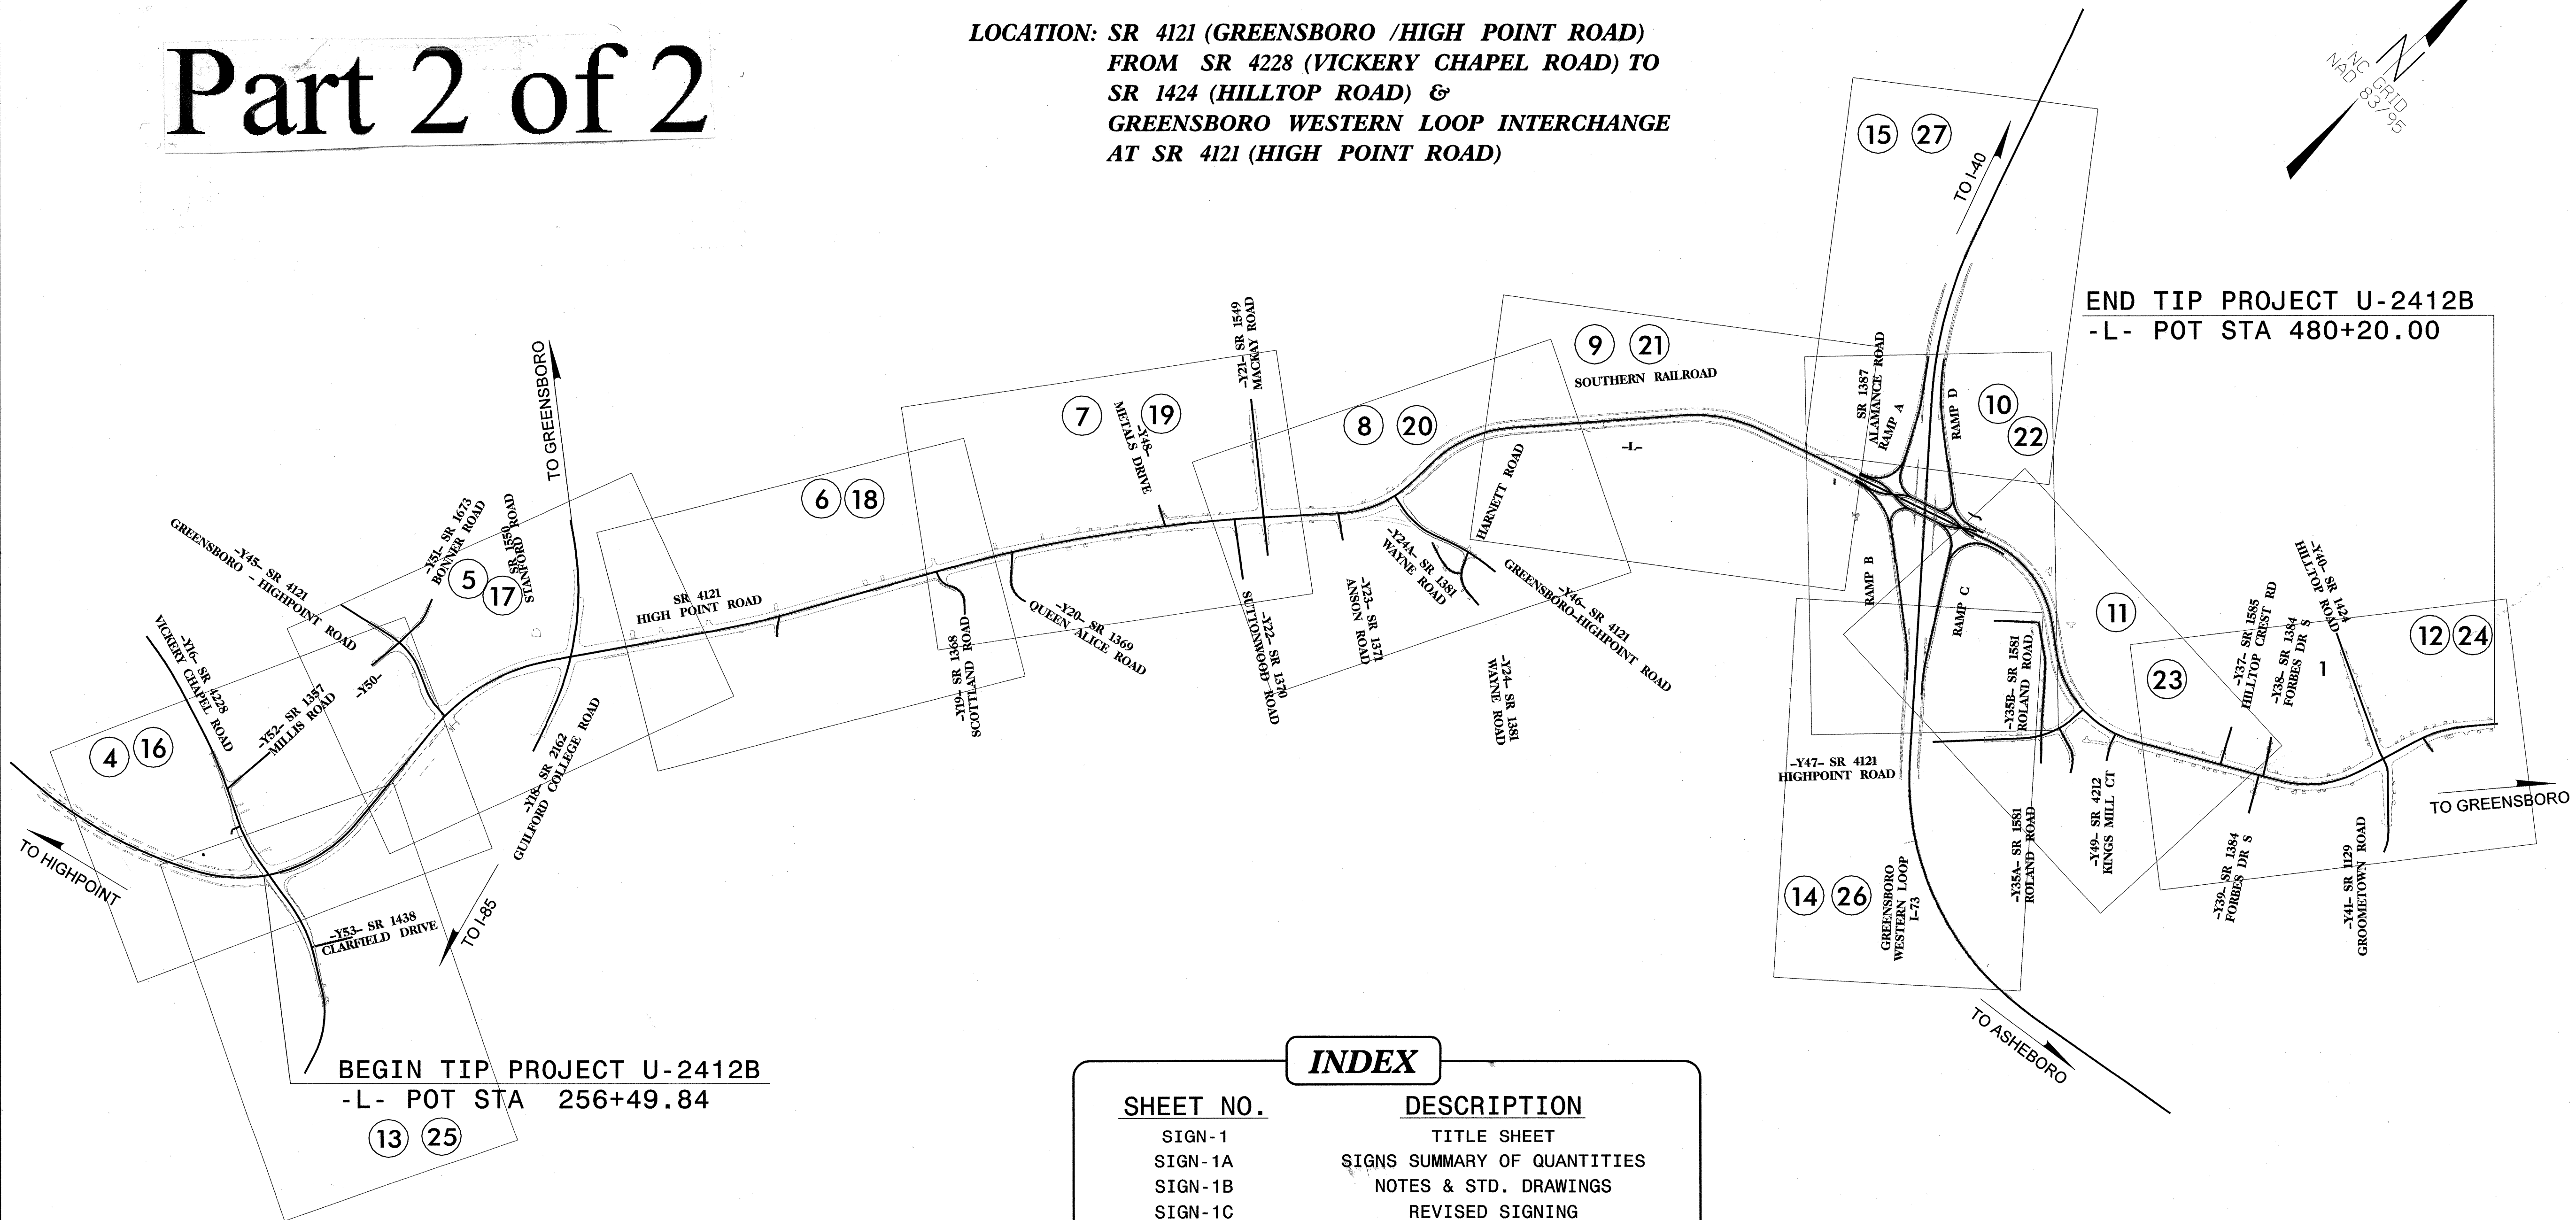 Part 2 of 2
LOCATION: SR 4121 (GREENSBORO /HIGH POINT ROAD)
FROM SR 4228 (VICKERY CHAPEL ROAD) TO
SR 1424 (HILLTOP ROAD) &
GREENSBORO WESTERN LOOP INTERCHANGE
AT SR 4121 (HIGH POINT ROAD)
N
NC GRID
NAD 83/95
15 27
TO I-40
END TIP PROJECT U-2412B
-L- POT STA 480+20.00
TO GREENSBORO
-Y21- SR 1549
MACKAY ROAD
9 21
SOUTHERN RAILROAD
-L-
SR 1387
ALAMANCE ROAD
RAMP A
RAMP D
10
22
7 19
-Y48-
METALS DRIVE
8 20
HARNETT ROAD
6 18
SR 4121
HIGH POINT ROAD
-Y45- SR 4121
GREENSBORO - HIGHPOINT ROAD
-Y51- SR 1673
BONNER ROAD
SR 1550
STANFORD ROAD
5
17
-Y50-
-Y16- SR 4228
VICKERY CHAPEL ROAD
-Y52- SR 1357
MILLIS ROAD
4 16
TO HIGHPOINT
-Y18- SR 2162
GUILFORD COLLEGE ROAD
TO I-85
-Y53- SR 1438
CLARFIELD DRIVE
-Y19- SR 1368
SCOTTLAND ROAD
-Y20- SR 1369
QUEEN ALICE ROAD
-Y22- SR 1370
SUTTONWOOD ROAD
-Y23- SR 1371
ANSON ROAD
-Y24A- SR 1381
WAYNE ROAD
-Y46- SR 4121
GREENSBORO-HIGHPOINT ROAD
-Y24- SR 1381
WAYNE ROAD
RAMP B
RAMP C
-Y35B- SR 1581
ROLAND ROAD
11
-Y47- SR 4121
HIGHPOINT ROAD
-Y35A- SR 1581
ROLAND ROAD
-Y49- SR 4212
KINGS MILL CT
23
-Y37- SR 1585
HILLTOP CREST RD
-Y38- SR 1384
FORBES DR S
-Y40- SR 1424
HILLTOP ROAD
1
12 24
TO GREENSBORO
-Y39- SR 1384
FORBES DR S
-Y41- SR 1129
GROOMETOWN ROAD
14 26
GREENSBORO
WESTERN LOOP
I-73
TO ASHEBORO
BEGIN TIP PROJECT U-2412B
-L- POT STA 256+49.84
13 25
INDEX
SHEET NO. DESCRIPTION
SIGN-1 TITLE SHEET
SIGN-1A SIGNS SUMMARY OF QUANTITIES
SIGN-1B NOTES & STD. DRAWINGS
SIGN-1C REVISED SIGNING